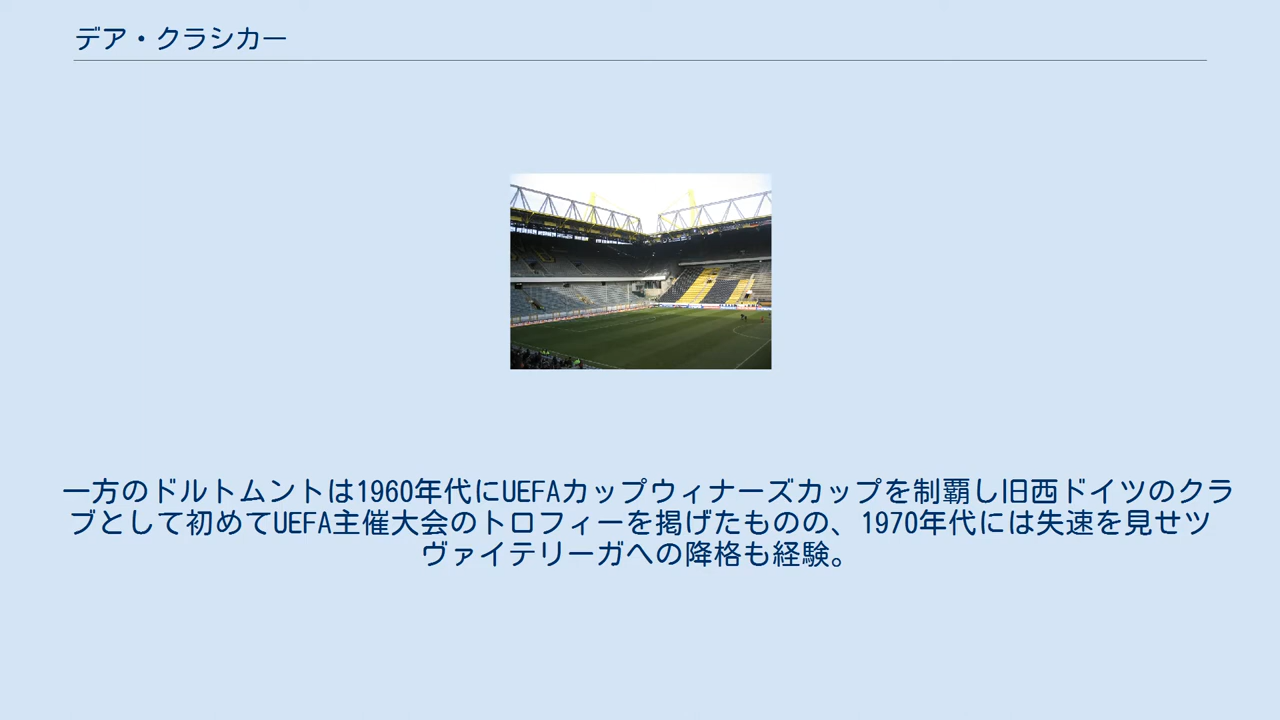 デア・クラシカー
一方のドルトムントは1960年代にUEFAカップウィナーズカップを制覇し旧西ドイツのクラ
ブとして初めてUEFA主催大会のトロフィーを掲げたものの、1970年代には失速を見せツ
ヴァイテリーガへの降格も経験。